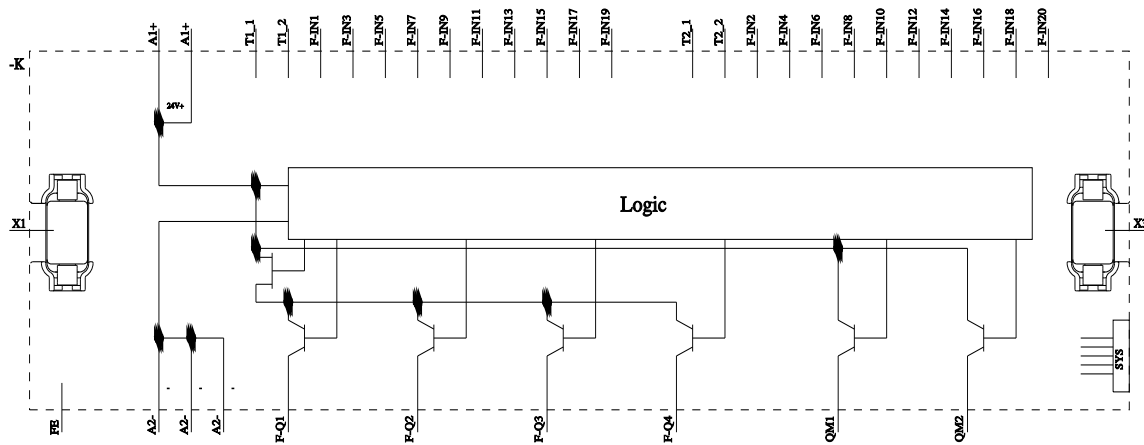 A1+
A1+
T1_1
T1_2
F-IN1
F-IN3
F-IN5
F-IN7
F-IN9
F-IN11
F-IN13
F-IN15
F-IN17
F-IN19
T2_1
T2_2
F-IN2
F-IN4
F-IN6
F-IN8
F-IN10
F-IN12
F-IN14
F-IN16
F-IN18
F-IN20
-K
24V+
Logic
X1
SYS
FE
A2-
A2-
A2-
F-Q1
F-Q2
F-Q3
F-Q4
QM1
QM2